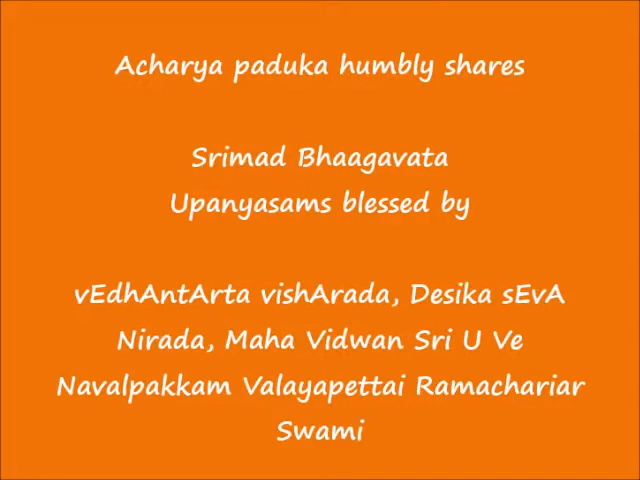 Acharya paduka humbly shares
Srimad Bhaagavata
Upanyasams blessed by
vEdhAntArta vishArada, Desika sEvA
Nirada, Maha Vidwan Sri U Ve
Navalpakkam Valayapettai Ramachariar
Swami